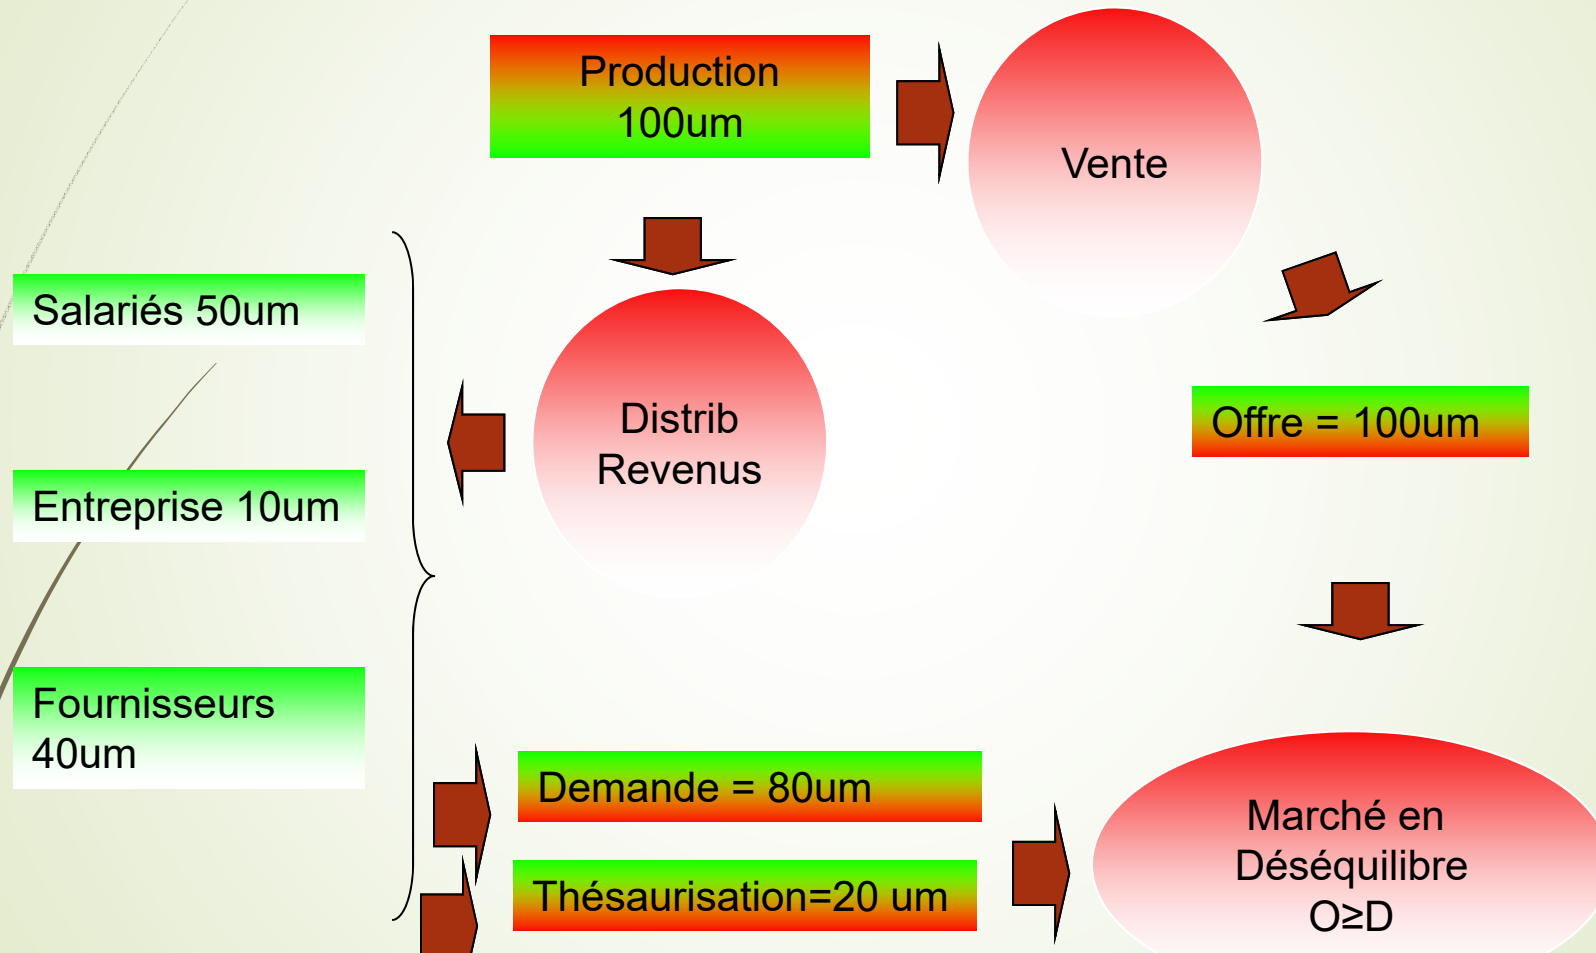 Production
100um
Vente
Salariés 50um
Distrib
Revenus
Offre = 100um
Entreprise 10um
Fournisseurs
40um
Demande = 80um
Thésaurisation=20 um
Marché en
Déséquilibre
O≥D